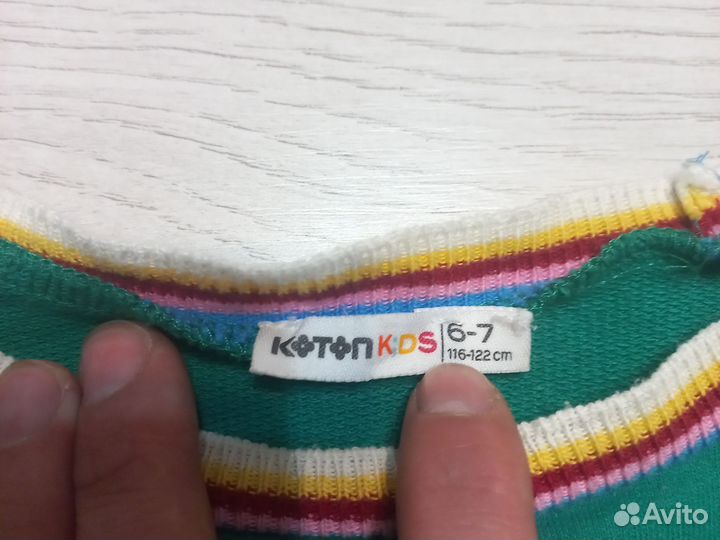 KOTON KiDS
6-7
116-122 cm
Avito